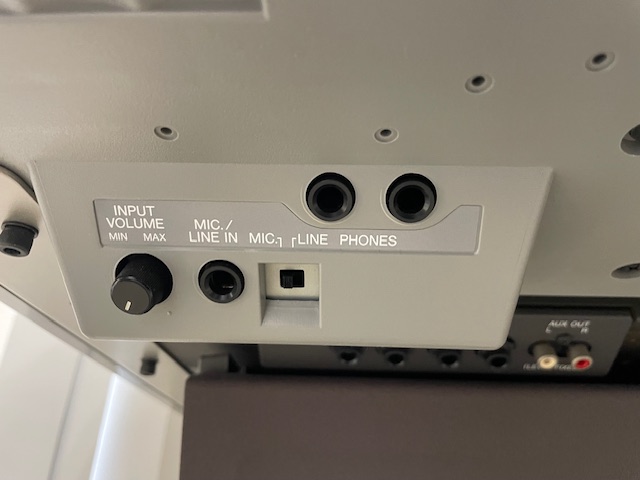 INPUT
VOLUME
MIN MAX
MIC./
LINE IN
MIC. LINE PHONES
AUX OUT
L R